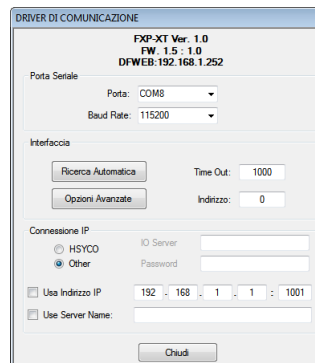 DRIVER DI COMUNICAZIONE
FXP-XT Ver. 1.0
FW. 1.5 : 1.0
DFWEB:192.168.1.252
Porta Seriale
Porta: COM8
Baud Rate: 115200
Interfaccia
Ricerca Automatica Time Out: 1000
Opzioni Avanzate Indirizzo: 0
Connessione IP
HSYCO IO Server
Other Password
Usa Indirizzo IP 192 . 168 . 1 . 1 : 1001
Use Server Name:
Chiudi